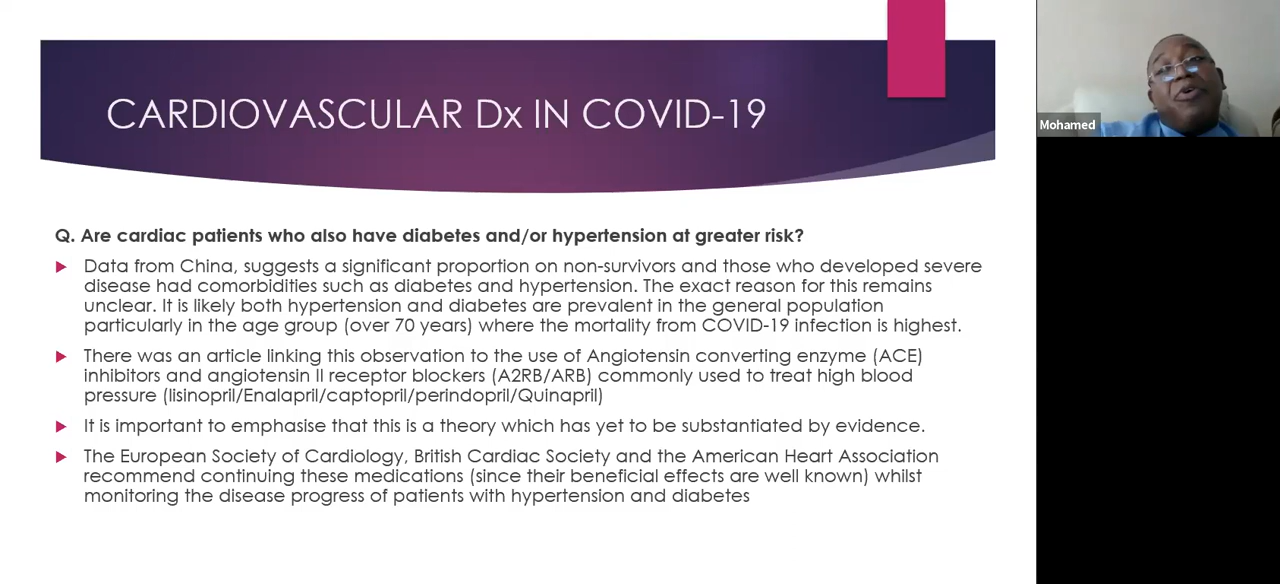 CARDIOVASCULAR Dx IN COVID-19
Mohamed
Q. Are cardiac patients who also have diabetes and/or hypertension at greater risk?
Data from China, suggests a significant proportion on non-survivors and those who developed severe
disease had comorbidities such as diabetes and hypertension. The exact reason for this remains
unclear. It is likely both hypertension and diabetes are prevalent in the general population
particularly in the age group (over 70 years) where the mortality from COVID-19 infection is highest.
There was an article linking this observation to the use of Angiotensin converting enzyme (ACE)
inhibitors and angiotensin II receptor blockers (A2RB/ARB) commonly used to treat high blood
pressure (lisinopril/Enalapril/captopril/perindopril/Quinapril)
It is important to emphasise that this is a theory which has yet to be substantiated by evidence.
The European Society of Cardiology, British Cardiac Society and the American Heart Association
recommend continuing these medications (since their beneficial effects are well known) whilst
monitoring the disease progress of patients with hypertension and diabetes